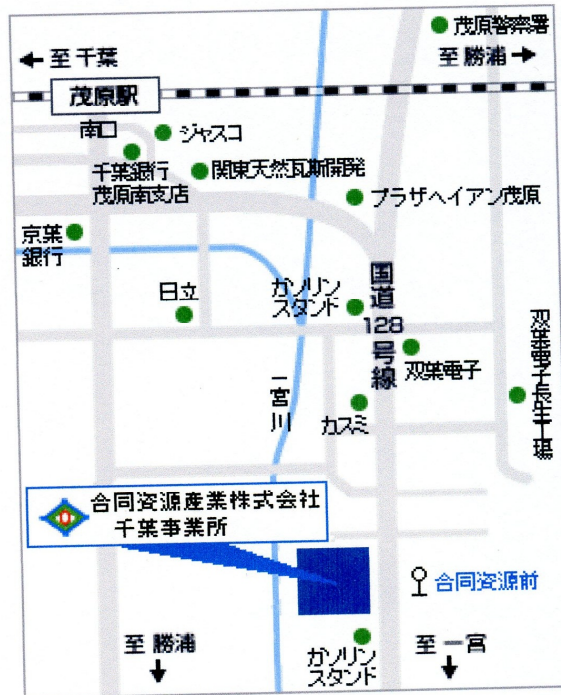 茂原警察署
← 至 千葉
至 勝浦 →
茂原駅
南口
ジャスコ
千葉銀行
茂原南支店
関東天然瓦斯開発
プラザヘイアン茂原
京葉
銀行
日立
ガソリン
スタンド
国道128号線
双葉電子
双葉電子長生工場
一宮川
カスミ
合同資源産業株式会社
千葉事業所
合同資源前
至 勝浦
ガソリン
スタンド
至 一宮